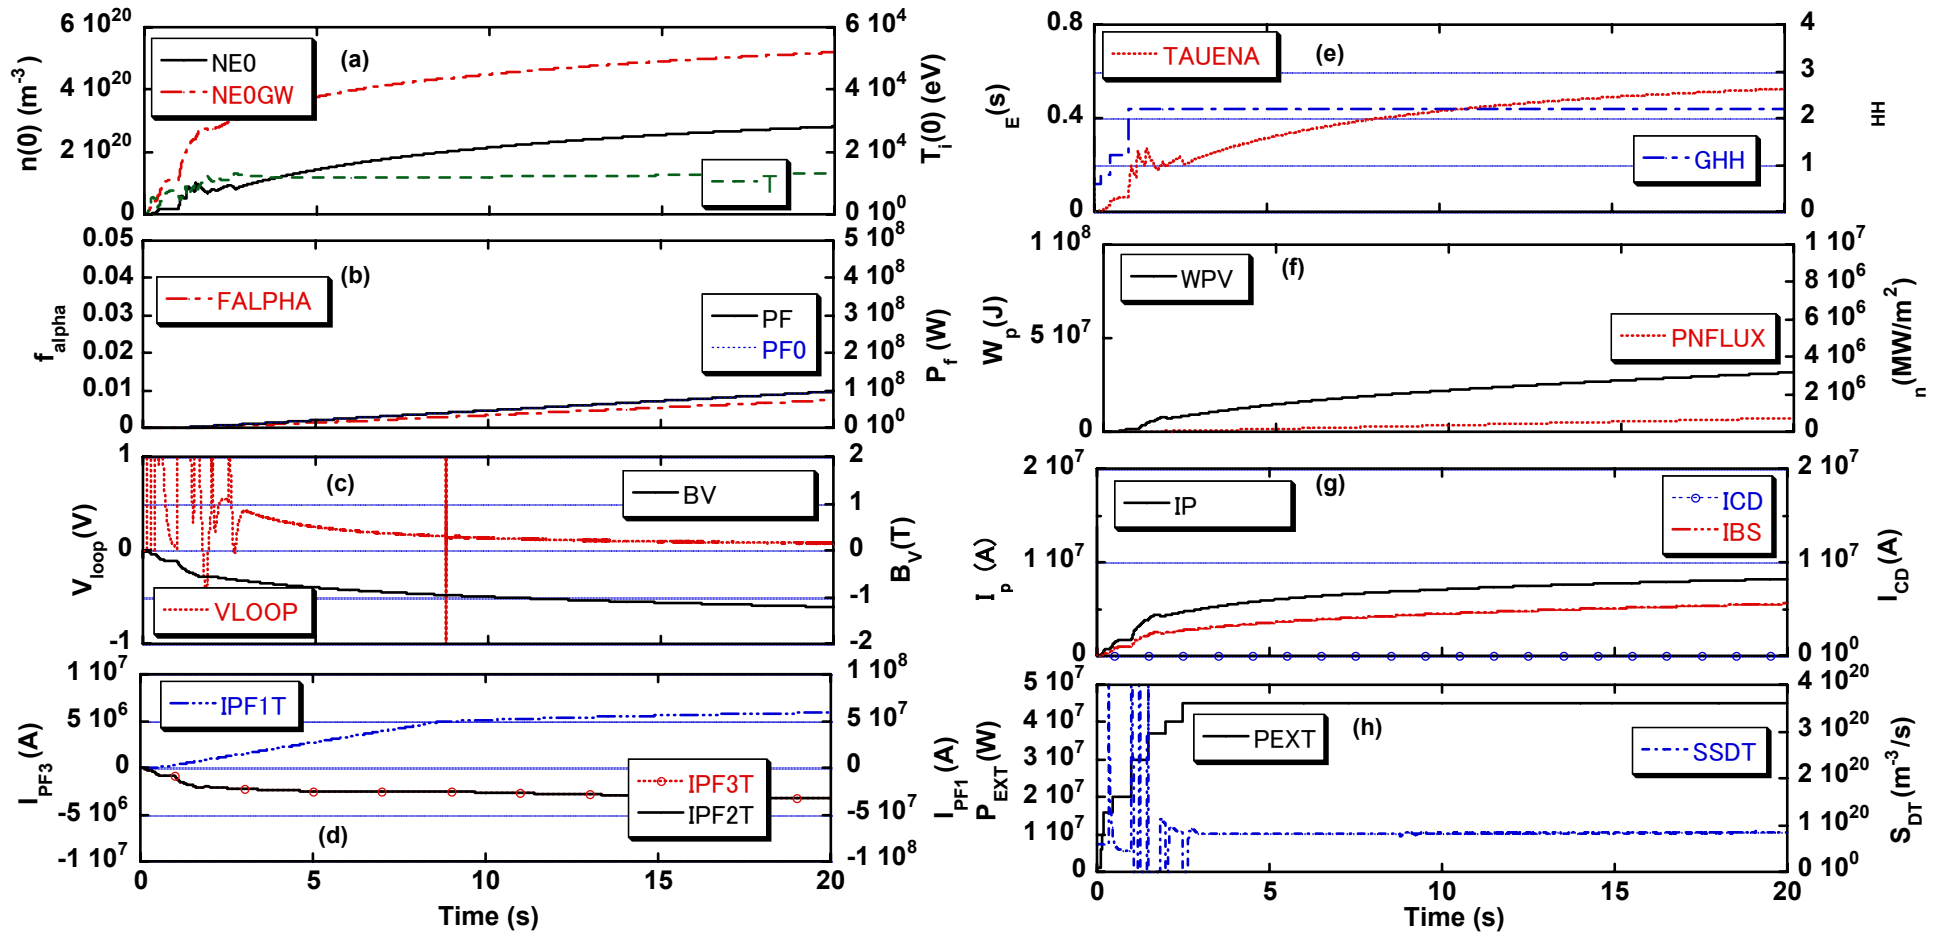 (a)
n(0) (m-3)
6 10^20
4 10^20
2 10^20
0
NE0
NE0GW
T
6 10^4
4 10^4
2 10^4
0 10^0
T_i(0) (eV)
(b)
f_alpha
0.05
0.04
0.03
0.02
0.01
0
FALPHA
PF
PF0
5 10^8
4 10^8
3 10^8
2 10^8
1 10^8
0 10^0
P_f (W)
(c)
V_loop(V)
1
0
-1
BV
VLOOP
2
1
0
-1
-2
B_V(T)
(d)
I_PF3(A)
1 10^7
5 10^6
0
-5 10^6
-1 10^7
IPF1T
IPF3T
IPF2T
1 10^8
5 10^7
0
-5 10^7
-1 10^8
I_PF1(A)
0
5
10
15
20
Time (s)
(e)
E(s)
0.8
0.4
0
TAUENA
GHH
4
3
2
1
0
HH
(f)
W_p(J)
1 10^8
5 10^7
0
WPV
PNFLUX
1 10^7
8 10^6
6 10^6
4 10^6
2 10^6
0
n(MW/m^2)
(g)
I_p (A)
2 10^7
1 10^7
0
IP
ICD
IBS
2 10^7
1 10^7
0 10^0
I_CD(A)
(h)
P_EXT(W)
5 10^7
4 10^7
3 10^7
2 10^7
1 10^7
0
PEXT
SSDT
4 10^20
3 10^20
2 10^20
1 10^20
0 10^0
S_DT(m^-3/s)
0
5
10
15
20
Time (s)